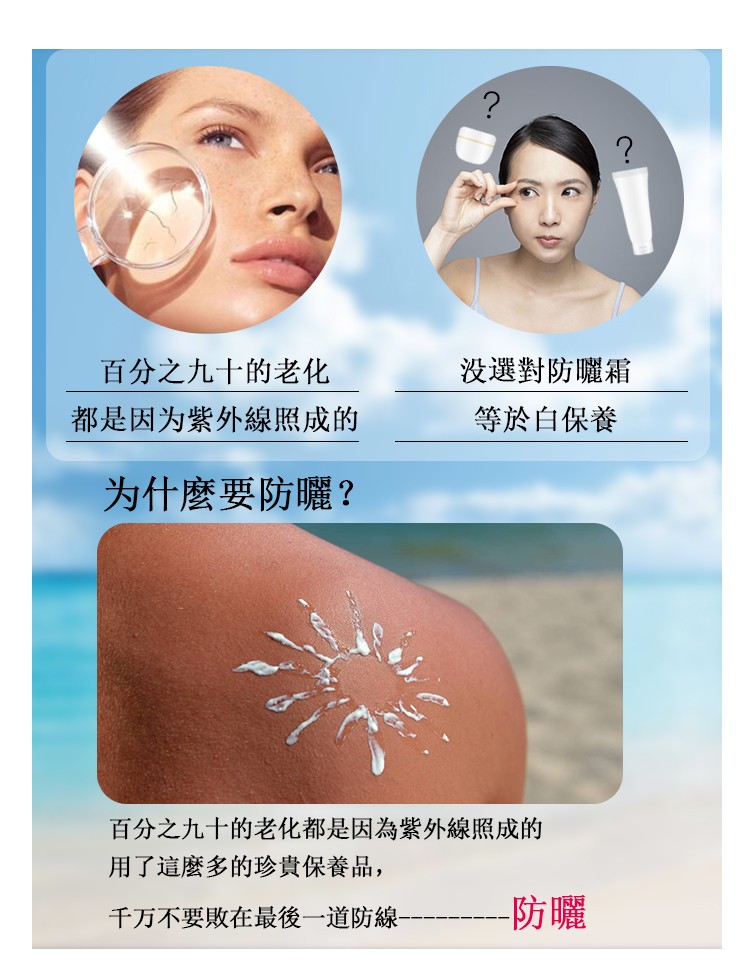 ?
?
百分之九十的老化
都是因为紫外線照成的
没選對防曬霜
等於白保養
为什麽要防曬?
百分之九十的老化都是因為紫外線照成的
用了這麼多的珍貴保養品,
千万不要敗在最後一道防線---------防曬